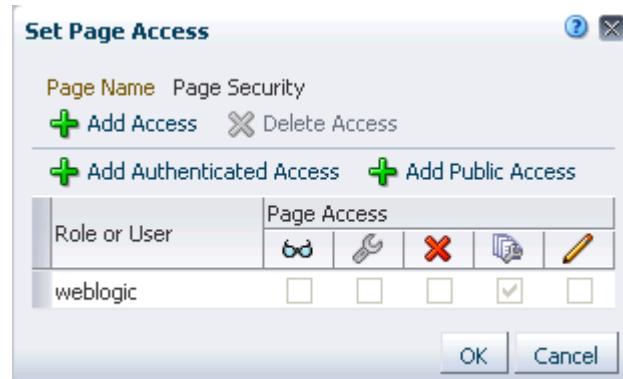 Set Page Access
Page Name Page Security
Add Access Delete Access
Add Authenticated Access Add Public Access
Role or User
Page Access
weblogic
OK Cancel